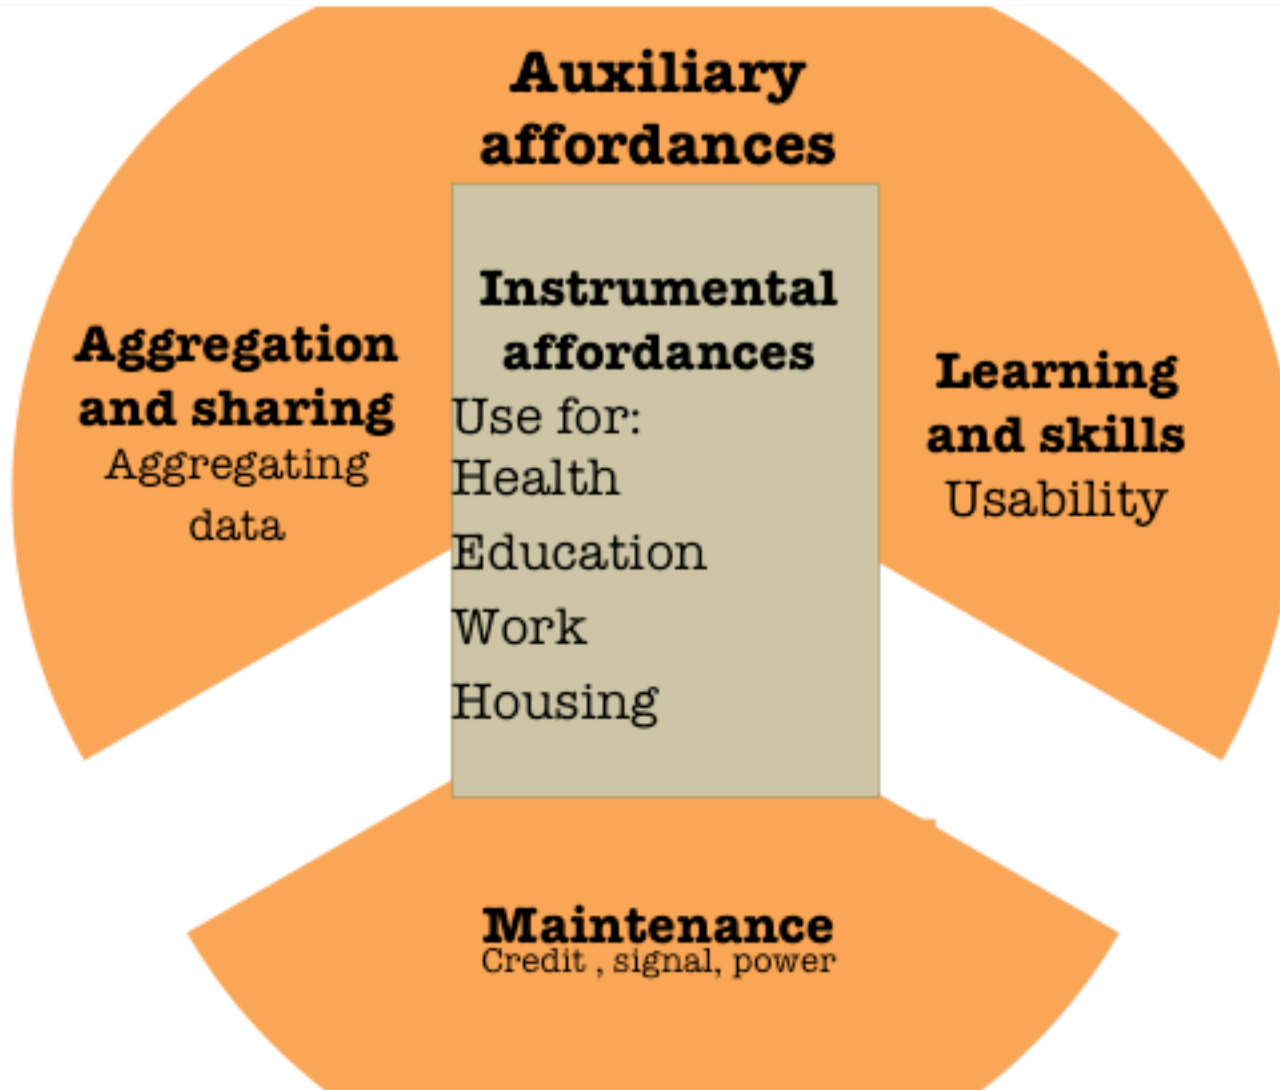 Auxiliary
affordances
Aggregation
and sharing
Aggregating
data
Instrumental
affordances
Use for:
Health
Education
Work
Housing
Learning
and skills
Usability
Maintenance
Credit , signal, power